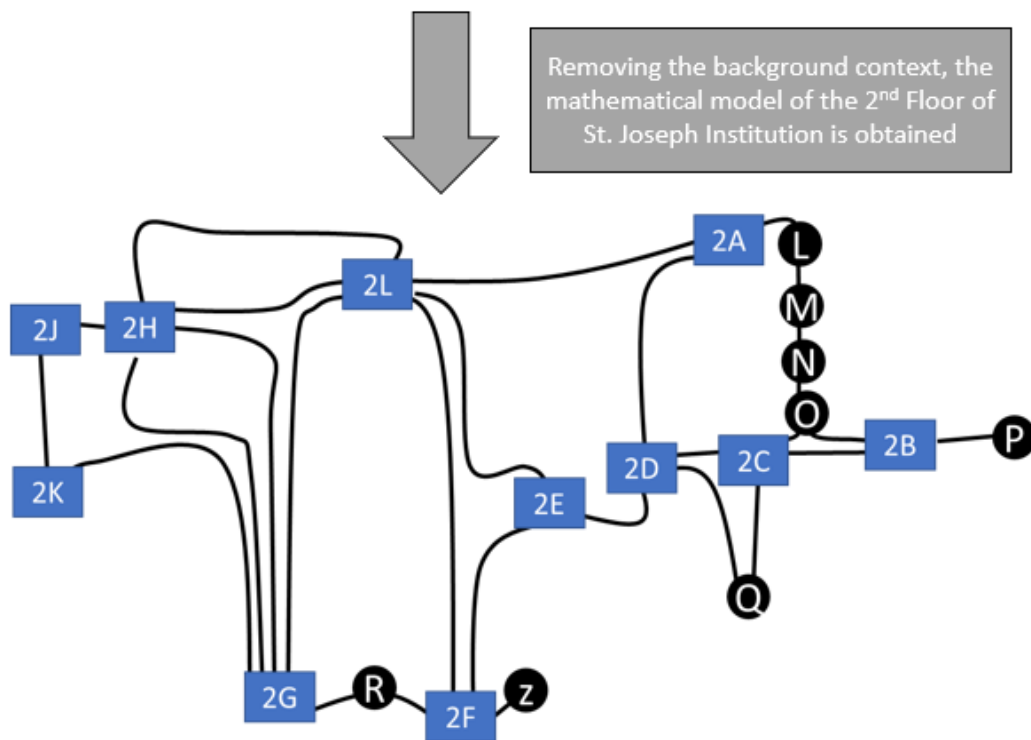 Removing the background context, the
mathematical model of the 2nd Floor of
St. Joseph Institution is obtained
2A
L
2L
M
2J
2H
N
O
2B
P
2D
2C
2K
2E
Q
2G
R
2F
z